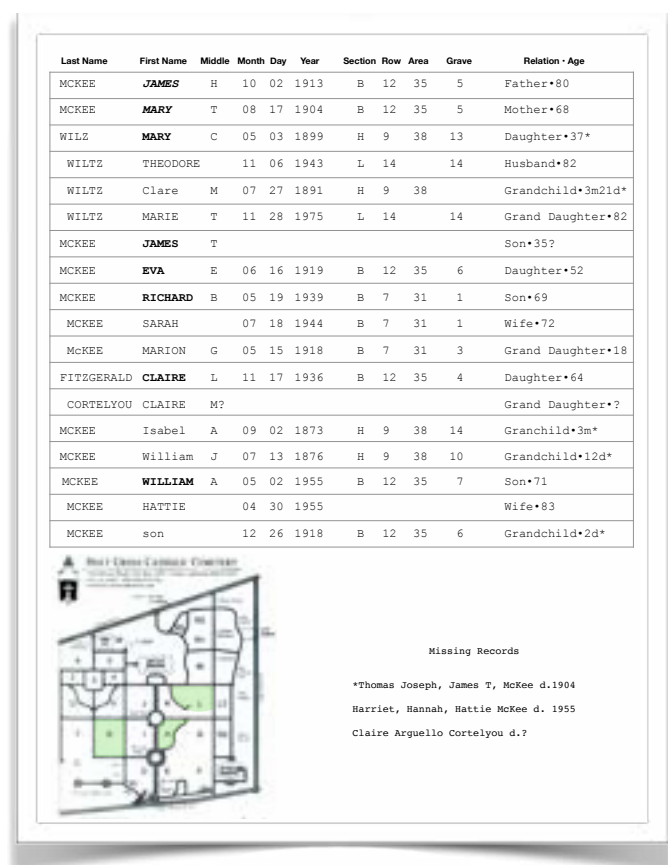 Last Name First Name Middle Month Day Year Section Row Area Grave Relation • Age
MCKEE JAMES H 10 02 1913 B 12 35 5 Father•80
MCKEE MARY T 08 17 1904 B 12 35 5 Mother•68
WILZ MARY C 05 03 1899 H 9 38 13 Daughter•37*
WILTZ THEODORE 11 06 1943 L 14 14 Husband•82
WILTZ Clare M 07 27 1891 H 9 38 Grandchild•3m21d*
WILTZ MARIE T 11 28 1975 L 14 14 Grand Daughter•82
MCKEE JAMES T Son•35?
MCKEE EVA E 06 16 1919 B 12 35 6 Daughter•52
MCKEE RICHARD B 05 19 1939 B 7 31 1 Son•69
MCKEE SARAH 07 18 1944 B 7 31 1 Wife•72
McKEE MARION G 05 15 1918 B 7 31 3 Grand Daughter•18
FITZGERALD CLAIRE L 11 17 1936 B 12 35 4 Daughter•64
CORTELYOU CLAIRE M? Grand Daughter•?
MCKEE Isabel A 09 02 1873 H 9 38 14 Granchild•3m*
MCKEE William J 07 13 1876 H 9 38 10 Grandchild•12d*
MCKEE WILLIAM A 05 02 1955 B 12 35 7 Son•71
MCKEE HATTIE 04 30 1955 Wife•83
MCKEE son 12 26 1918 B 12 35 6 Grandchild•2d*
Holy Cross Catholic Cemetery
Missing Records
*Thomas Joseph, James T, McKee d.1904
Harriet, Hannah, Hattie McKee d. 1955
Claire Arguello Cortelyou d.?